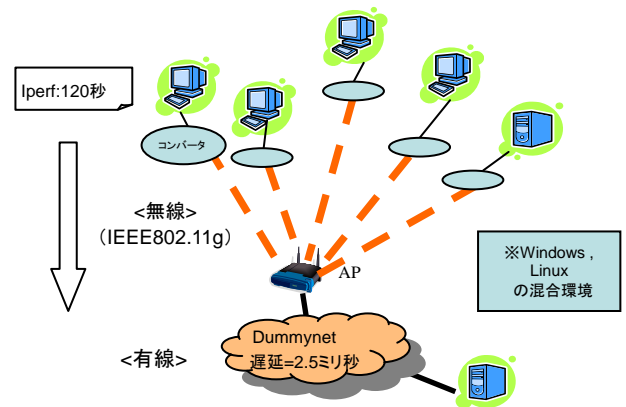 Iperf:120秒
コンバータ
<無線>
（IEEE802.11g）
AP
※Windows ,
Linux
の混合環境
Dummynet
遅延=2.5ミリ秒
<有線>